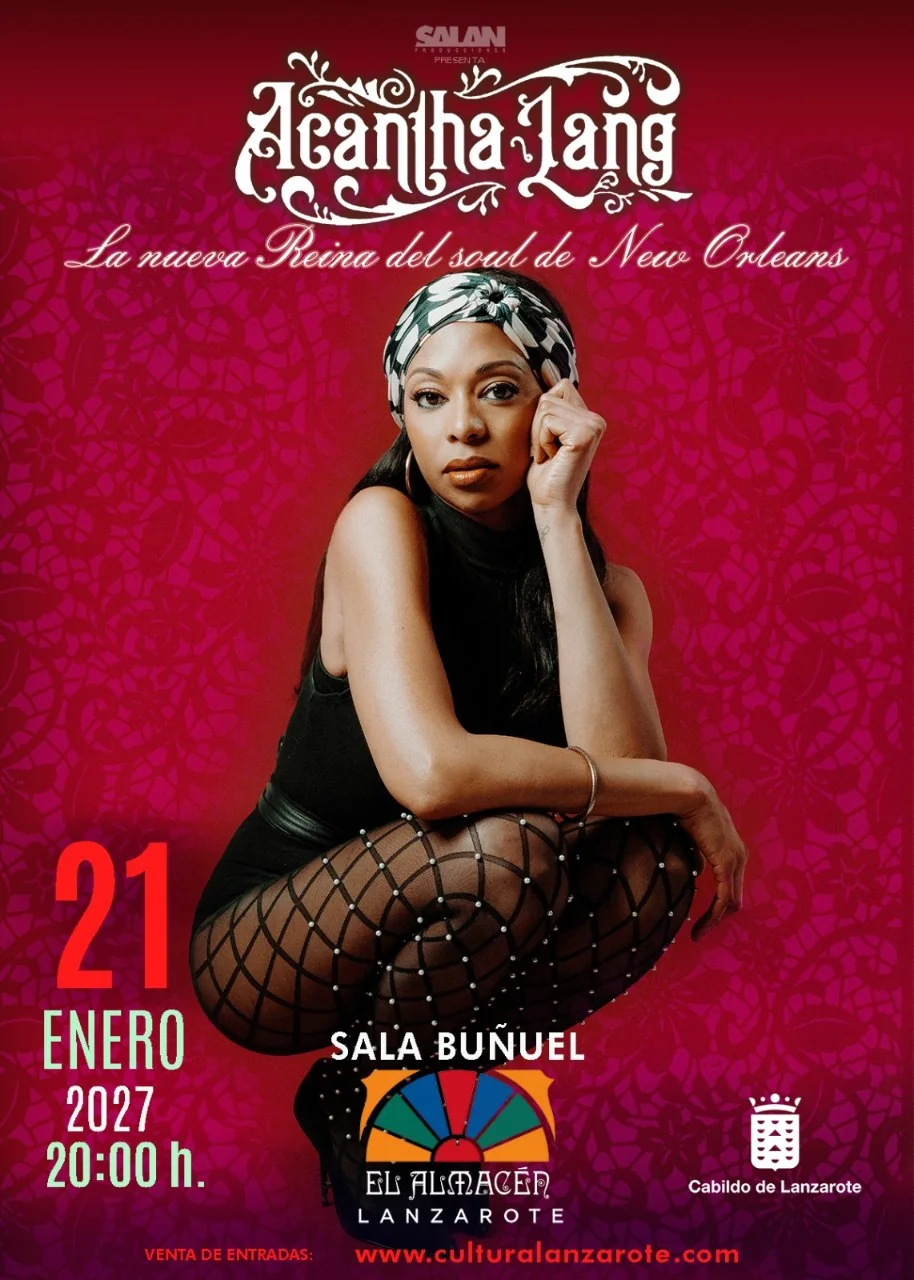 SALAN
PRODUCCIONES
PRESENTA
Acantha Lang
La nueva Reina del soul de New Orleans
21
ENERO
2027
20:00 h.
SALA BUÑUEL
EL ALMACÉN
LANZAROTE
Cabildo de Lanzarote
VENTA DE ENTRADAS: www.culturalanzarote.com